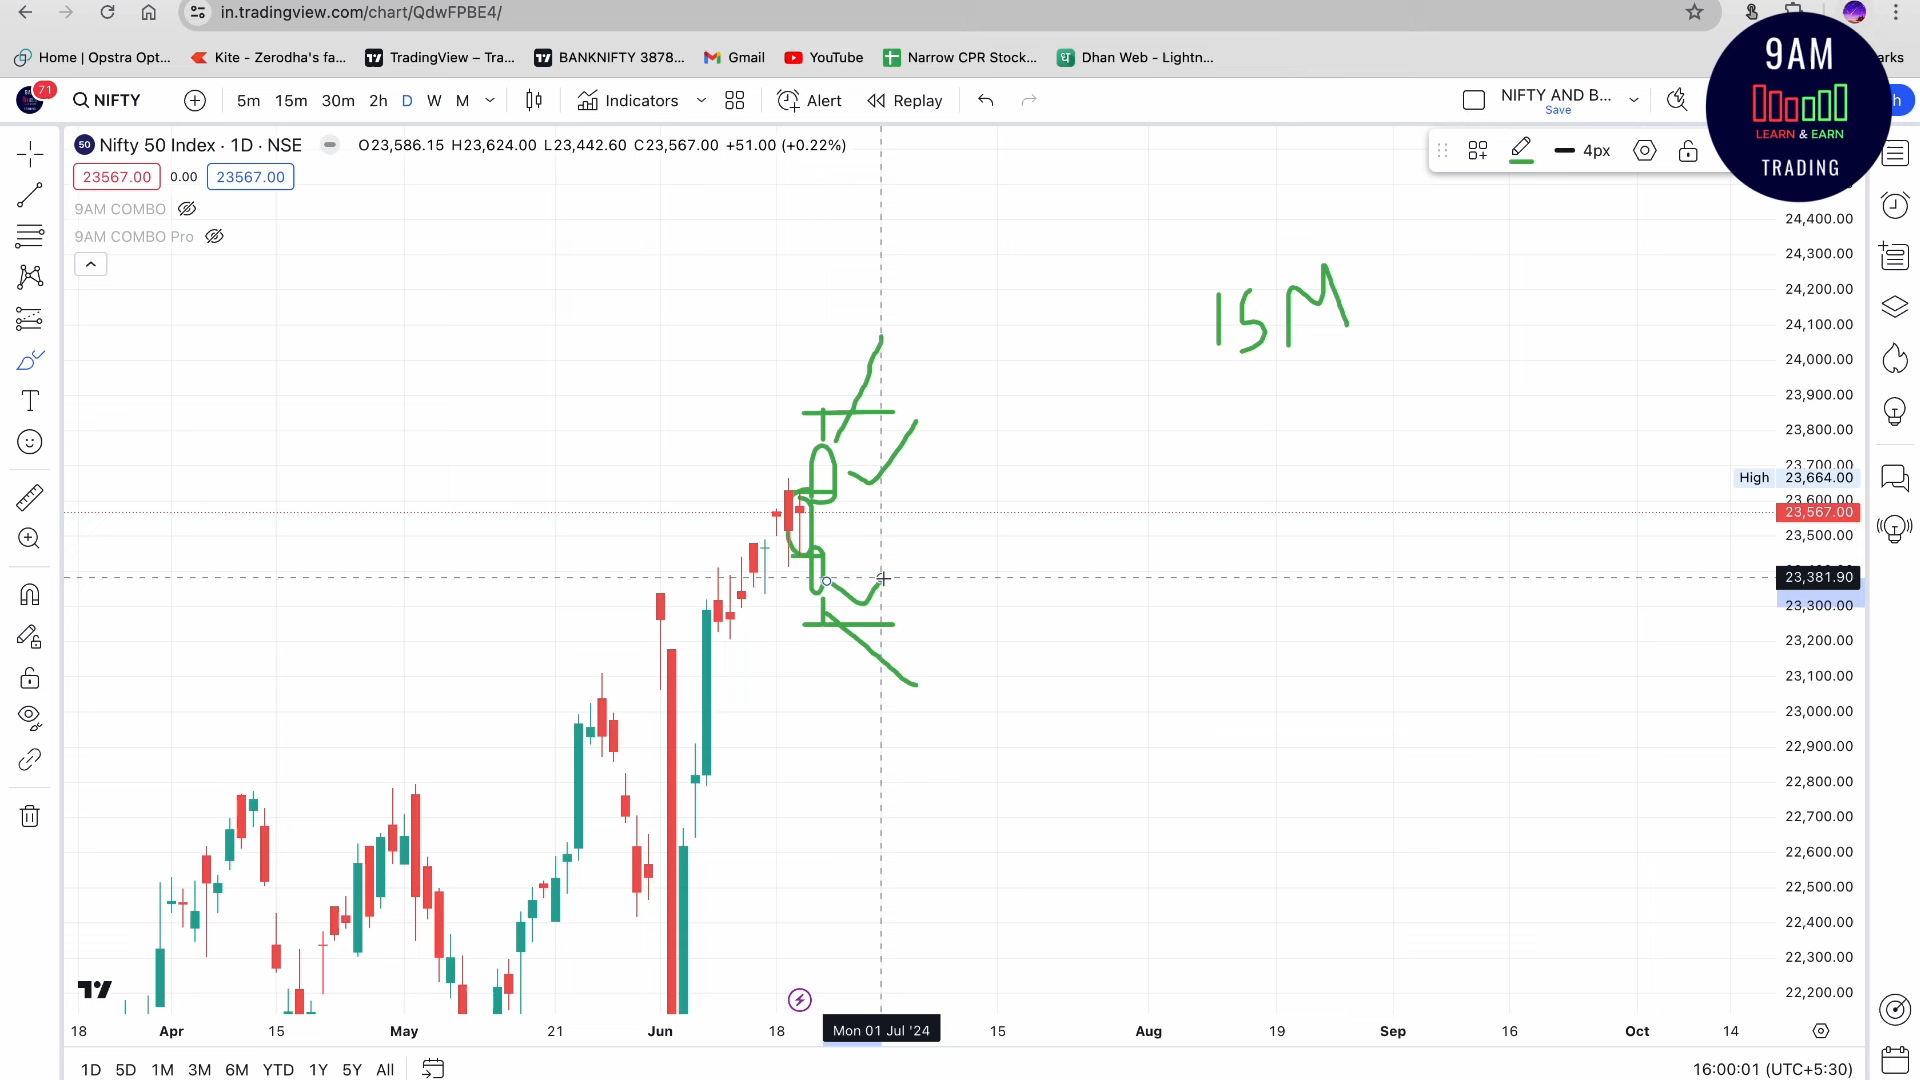 in.tradingview.com/chart/QdwFPBE4/
Home | Opstra Opt... Kite - Zerodha's fa... TradingView – Tra... BANKNIFTY 3878... Gmail YouTube Narrow CPR Stock... Dhan Web - Lightn... arks
9AM
LEARN & EARN
TRADING
71 NIFTY 5m 15m 30m 2h D W M Indicators Alert Replay NIFTY AND B... h
Save
50 Nifty 50 Index · 1D · NSE O23,586.15 H23,624.00 L23,442.60 C23,567.00 +51.00 (+0.22%)
4px
23567.00 0.00 23567.00
9AM COMBO
9AM COMBO Pro
24,400.00
24,300.00
24,200.00
24,100.00
24,000.00
23,900.00
23,800.00
23,700.00
High 23,664.00
23,600.00
23,567.00
23,500.00
23,381.90
23,300.00
23,200.00
23,100.00
23,000.00
22,900.00
22,800.00
22,700.00
22,600.00
22,500.00
22,400.00
22,300.00
22,200.00
15M
18 Apr 15 May 21 Jun 18 Mon 01 Jul '24 15 Aug 19 Sep 16 Oct 14
1D 5D 1M 3M 6M YTD 1Y 5Y All 16:00:01 (UTC+5:30)